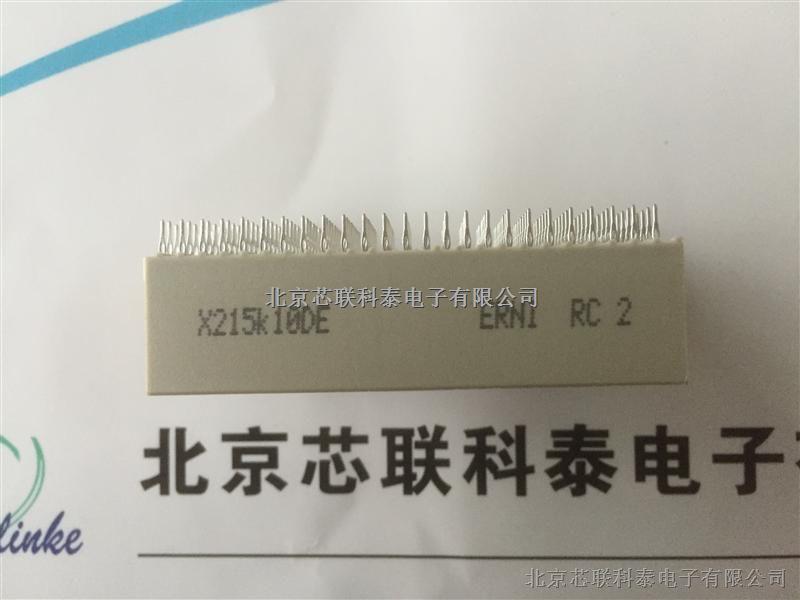 北京芯联科泰电子有限公司
X215k10DE ERNI RC 2
北京芯联科泰电子有
linke
北京芯联科泰电子有限公司